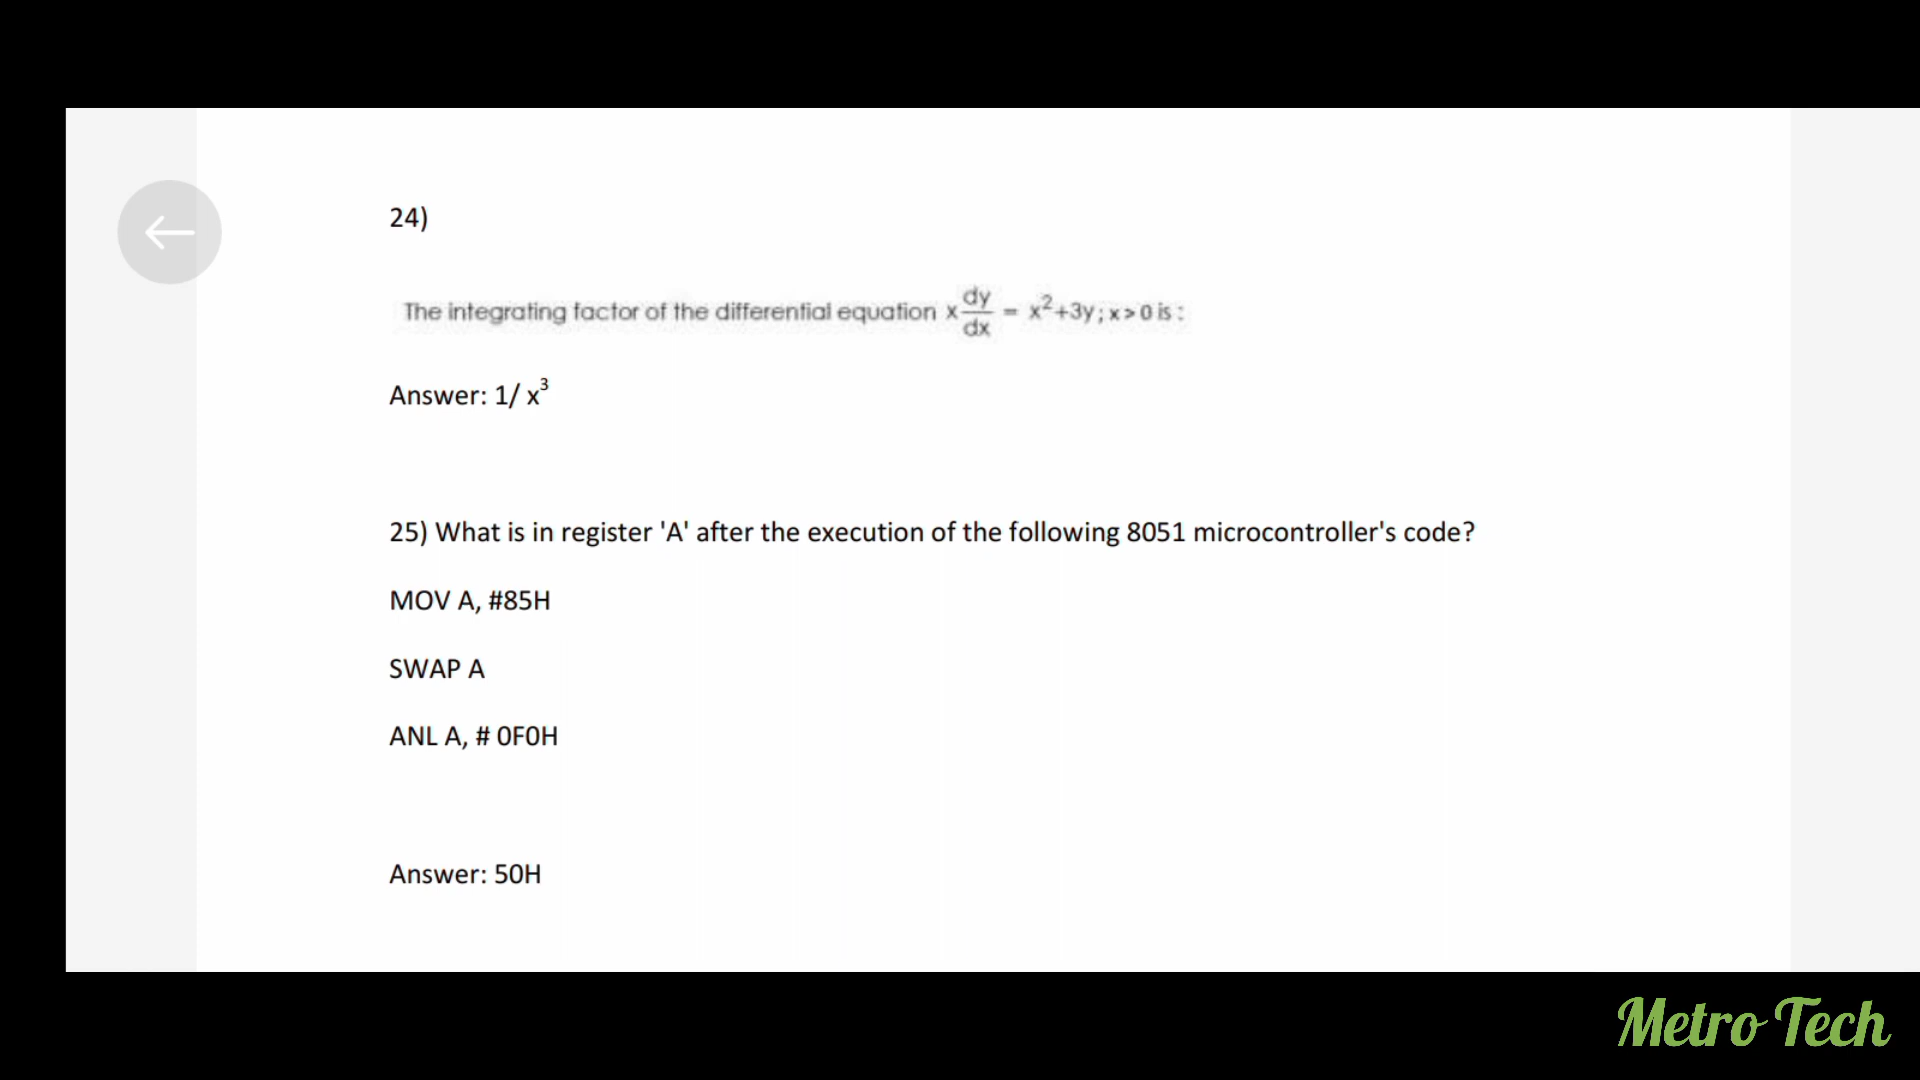 24)
The integrating factor of the differential equation x dy/dx = x²+3y ; x > 0 is :
Answer: 1/ x³
25) What is in register 'A' after the execution of the following 8051 microcontroller's code?
MOV A, #85H
SWAP A
ANL A, # 0F0H
Answer: 50H
Metro Tech